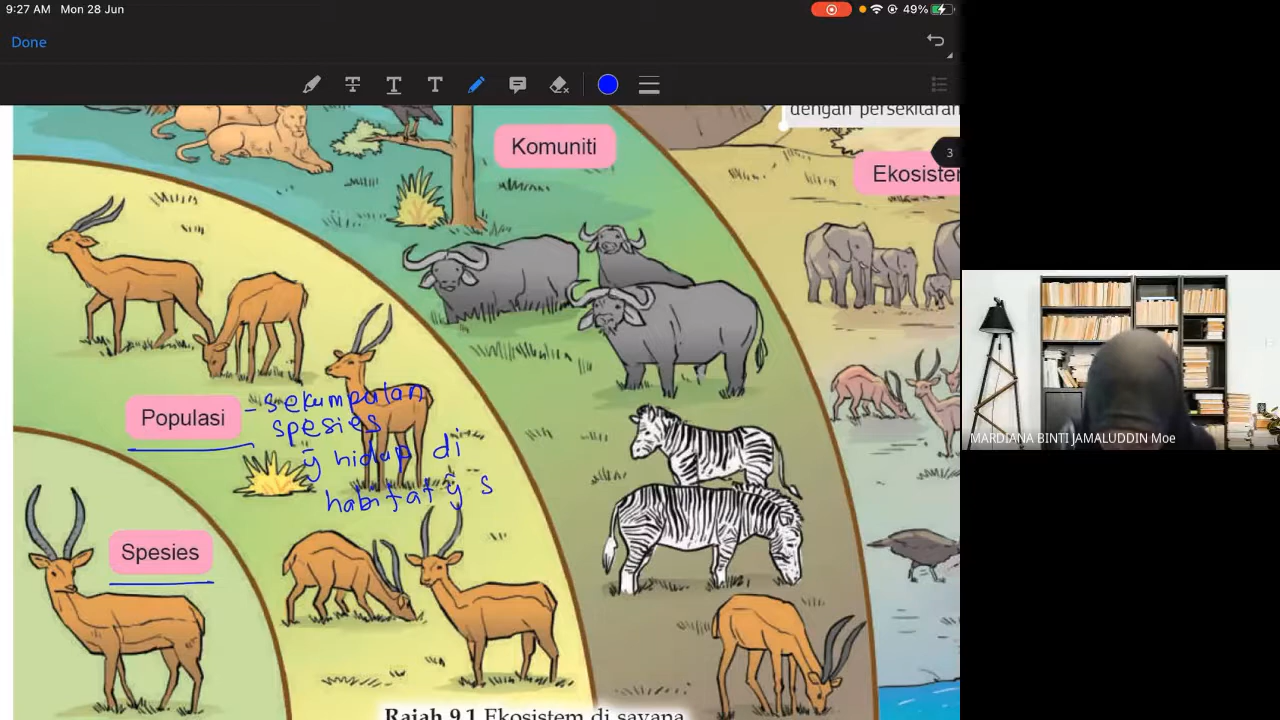 9:27 AM Mon 28 Jun
49%
Done
dengan persekitaran
Komuniti
3
Ekosister
Populasi
- sekumpulan
spesies
ȳ hidup di
habitat ȳ s
Spesies
MARDIANA BINTI JAMALUDDIN Moe
Rajah 9.1 Ekosistem di savana